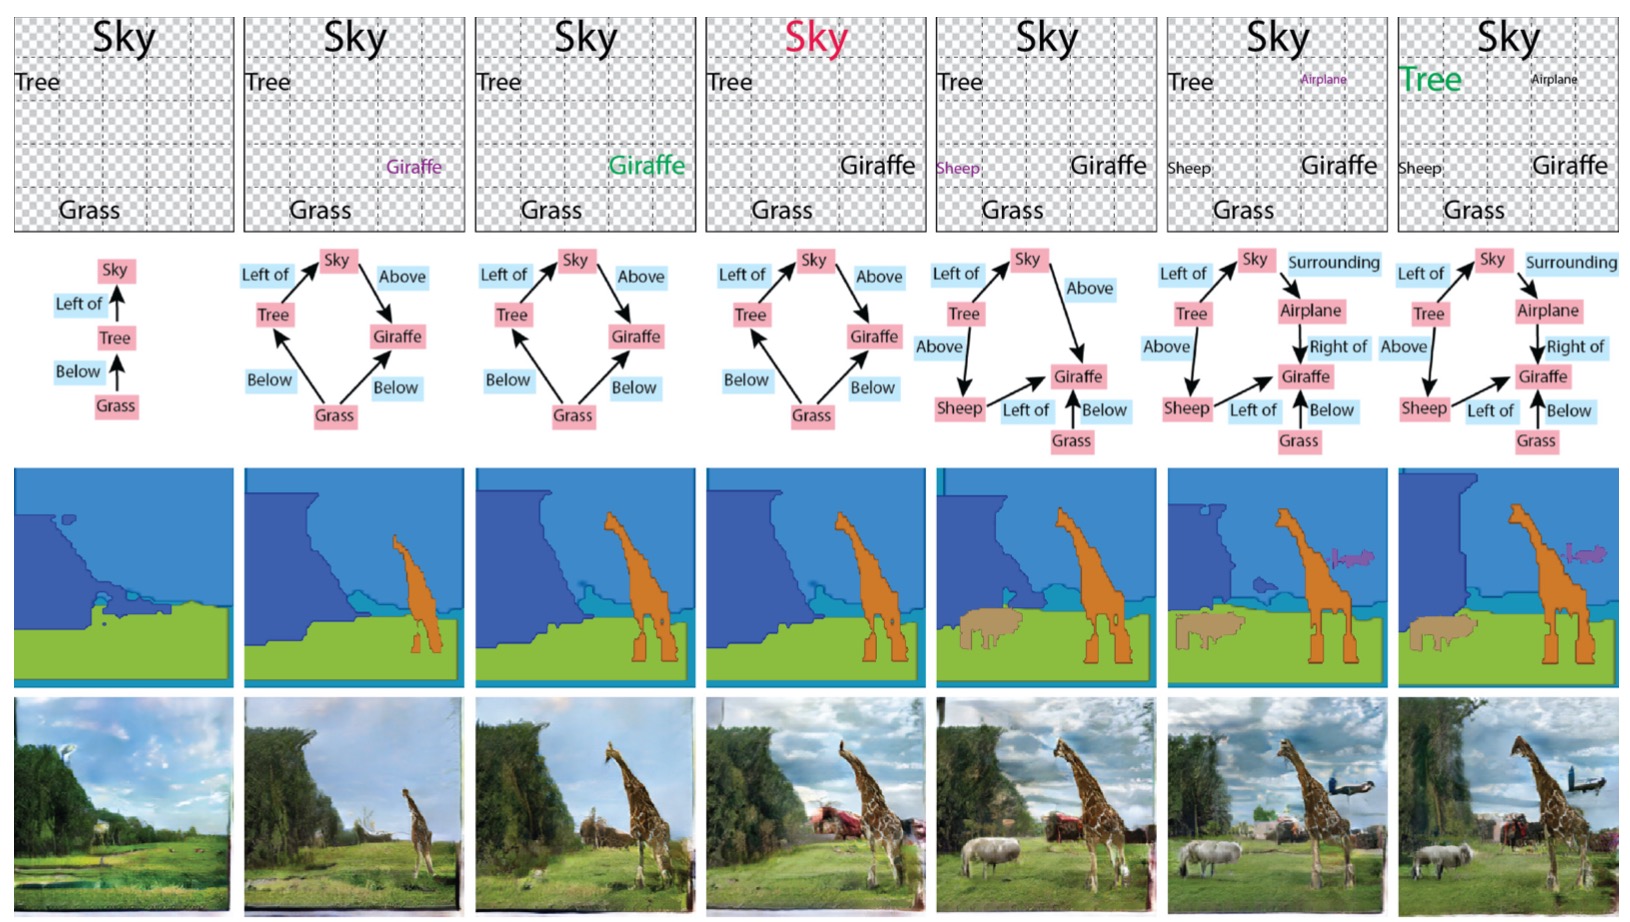 Sky
Tree
Grass
Sky
Tree
Giraffe
Grass
Sky
Tree
Giraffe
Grass
Sky
Tree
Giraffe
Grass
Sky
Tree
Sheep
Giraffe
Grass
Sky
Tree
Airplane
Sheep
Giraffe
Grass
Sky
Tree
Airplane
Sheep
Giraffe
Grass
Sky
Left of
Tree
Below
Grass
Sky
Left of
Above
Tree
Giraffe
Below
Below
Grass
Sky
Left of
Above
Tree
Giraffe
Below
Below
Grass
Sky
Left of
Above
Tree
Giraffe
Below
Below
Grass
Sky
Left of
Above
Tree
Above
Giraffe
Sheep
Left of
Below
Grass
Sky
Surrounding
Left of
Tree
Airplane
Above
Right of
Giraffe
Sheep
Left of
Below
Grass
Sky
Surrounding
Left of
Tree
Airplane
Above
Right of
Giraffe
Sheep
Left of
Below
Grass